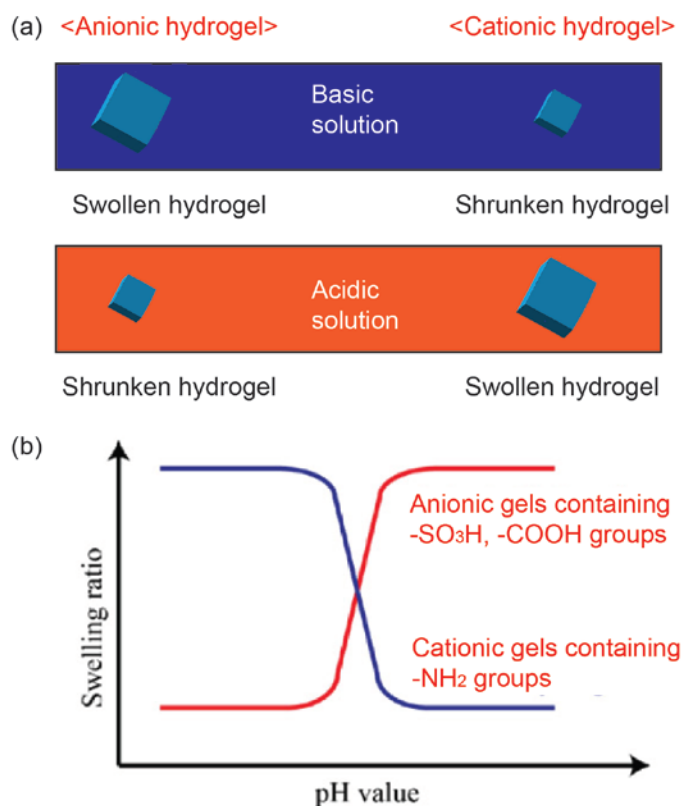 (a) <Anionic hydrogel> <Cationic hydrogel>
Basic
solution
Swollen hydrogel Shrunken hydrogel
Acidic
solution
Shrunken hydrogel Swollen hydrogel
(b)
Swelling ratio
Anionic gels containing
-SO₃H, -COOH groups
Cationic gels containing
-NH₂ groups
pH value